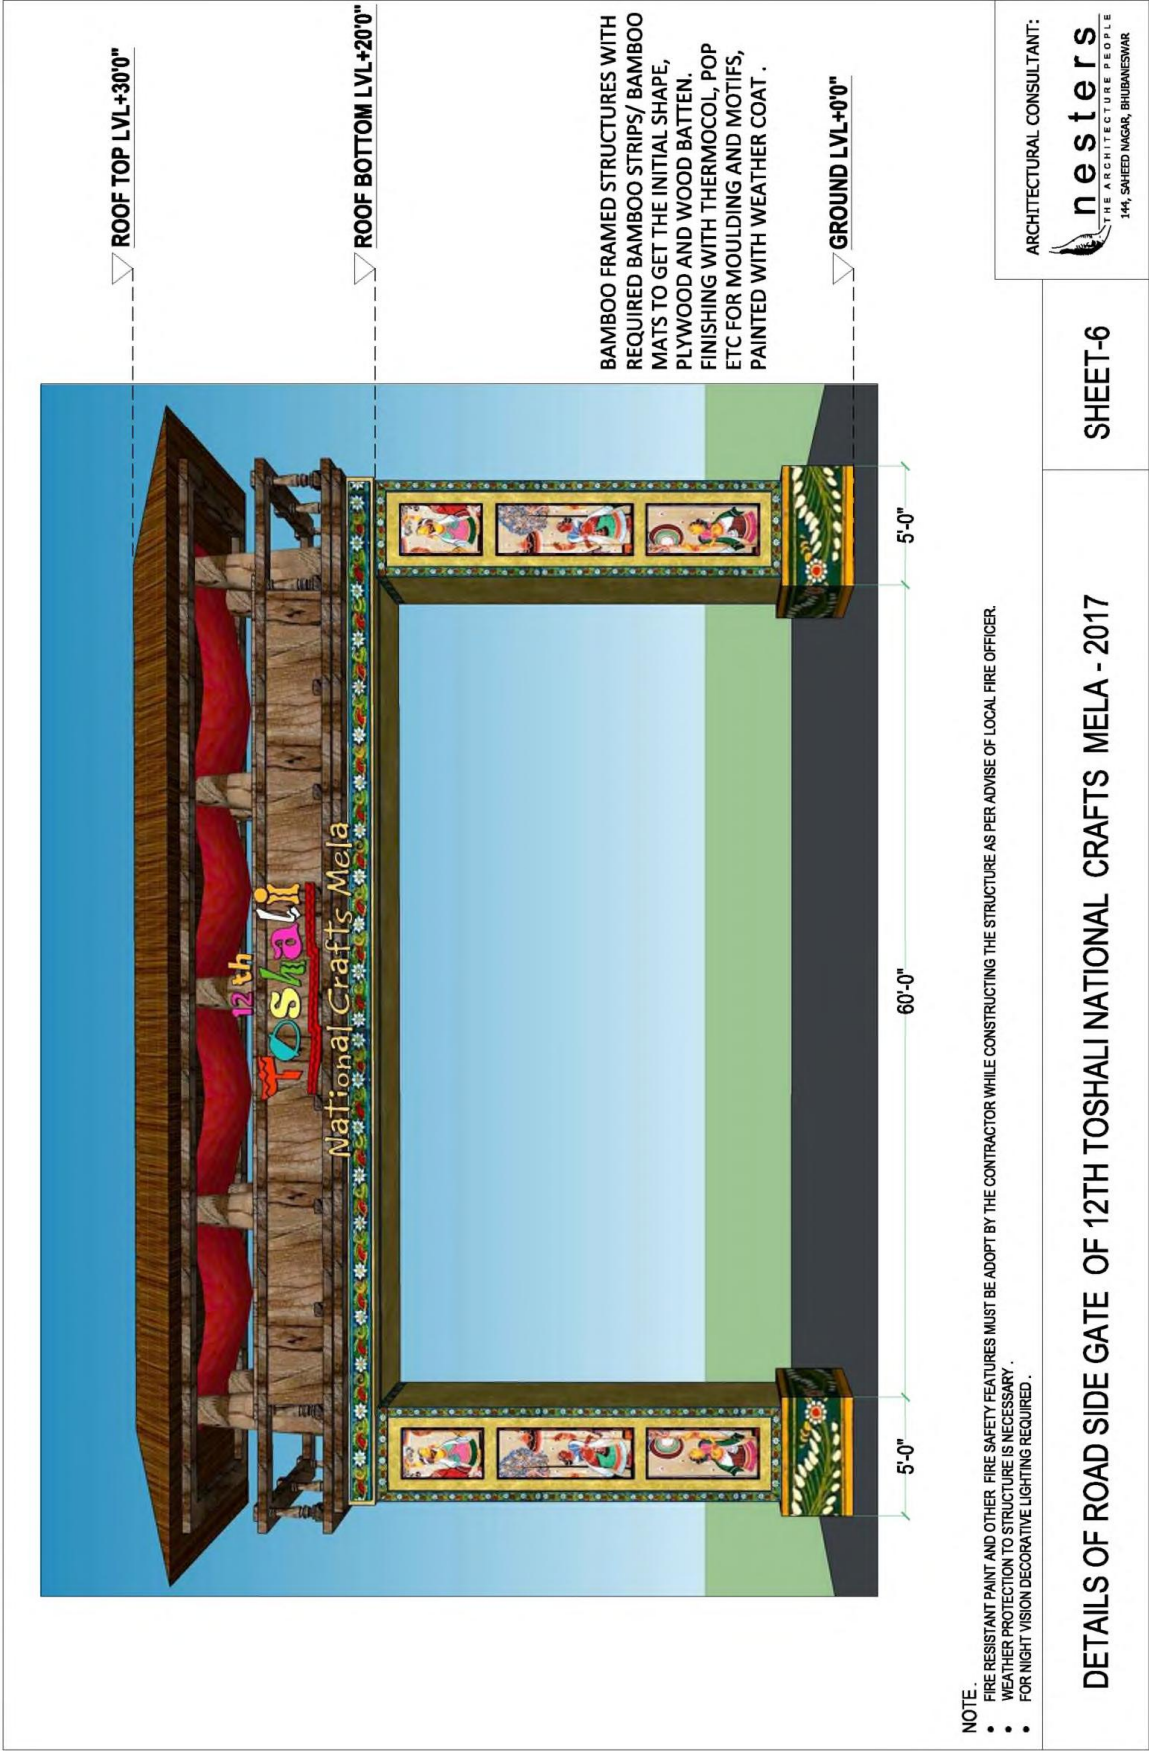 ROOF TOP LVL+30'0"
ROOF BOTTOM LVL+20'0"
12th
Toshali
National Crafts Mela
BAMBOO FRAMED STRUCTURES WITH
REQUIRED BAMBOO STRIPS/ BAMBOO
MATS TO GET THE INITIAL SHAPE,
PLYWOOD AND WOOD BATTEN.
FINISHING WITH THERMOCOL, POP
ETC FOR MOULDING AND MOTIFS,
PAINTED WITH WEATHER COAT .
GROUND LVL+0'0"
5'-0"
60'-0"
5'-0"
NOTE .
• FIRE RESISTANT PAINT AND OTHER FIRE SAFETY FEATURES MUST BE ADOPT BY THE CONTRACTOR WHILE CONSTRUCTING THE STRUCTURE AS PER ADVISE OF LOCAL FIRE OFFICER.
• WEATHER PROTECTION TO STRUCTURE IS NECESSARY .
• FOR NIGHT VISION DECORATIVE LIGHTING REQUIRED .
DETAILS OF ROAD SIDE GATE OF 12TH TOSHALI NATIONAL CRAFTS MELA - 2017
SHEET-6
ARCHITECTURAL CONSULTANT:
nesters
THE ARCHITECTURE PEOPLE
144, SAHEED NAGAR, BHUBANESWAR